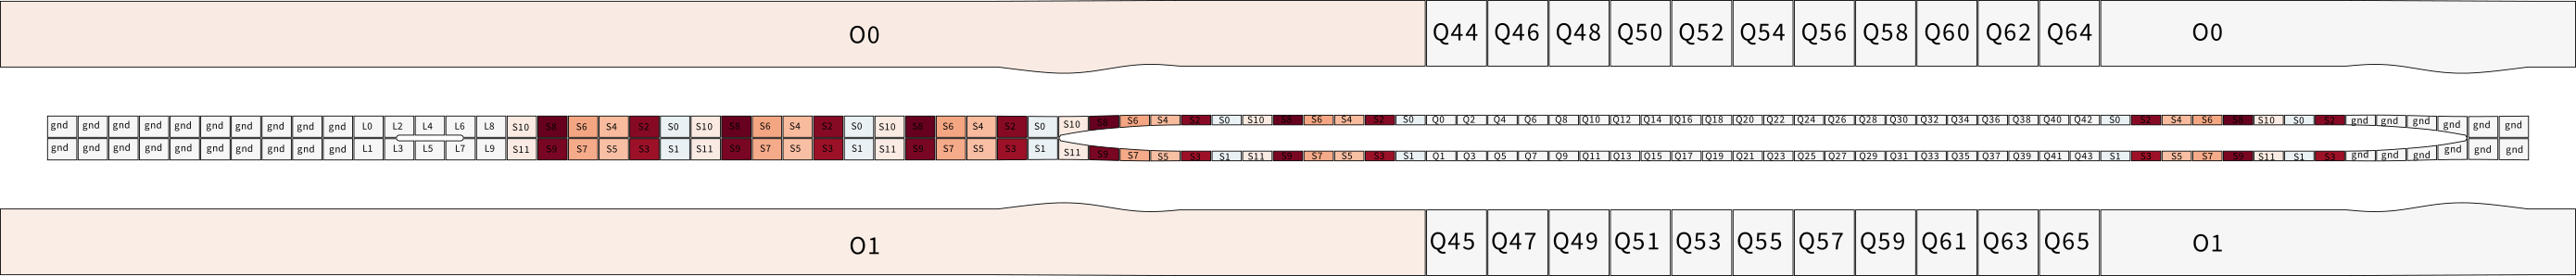 O0 Q44 Q46 Q48 Q50 Q52 Q54 Q56 Q58 Q60 Q62 Q64 O0
gnd gnd gnd gnd gnd gnd gnd gnd gnd gnd L0 L2 L4 L6 L8 S10 S8 S6 S4 S2 S0 S10 S8 S6 S4 S2 S0 S10 S8 S6 S4 S2 S0 S10 S8 S6 S4 S2 S0 S10 S8 S6 S4 S2 S0 Q0 Q2 Q4 Q6 Q8 Q10 Q12 Q14 Q16 Q18 Q20 Q22 Q24 Q26 Q28 Q30 Q32 Q34 Q36 Q38 Q40 Q42 S0 S2 S4 S6 S8 S10 S0 S2 gnd gnd gnd gnd gnd gnd
gnd gnd gnd gnd gnd gnd gnd gnd gnd gnd L1 L3 L5 L7 L9 S11 S9 S7 S5 S3 S1 S11 S9 S7 S5 S3 S1 S11 S9 S7 S5 S3 S1 S11 S9 S7 S5 S3 S1 S11 S9 S7 S5 S3 S1 Q1 Q3 Q5 Q7 Q9 Q11 Q13 Q15 Q17 Q19 Q21 Q23 Q25 Q27 Q29 Q31 Q33 Q35 Q37 Q39 Q41 Q43 S1 S3 S5 S7 S9 S11 S1 S3 gnd gnd gnd gnd gnd gnd
O1 Q45 Q47 Q49 Q51 Q53 Q55 Q57 Q59 Q61 Q63 Q65 O1